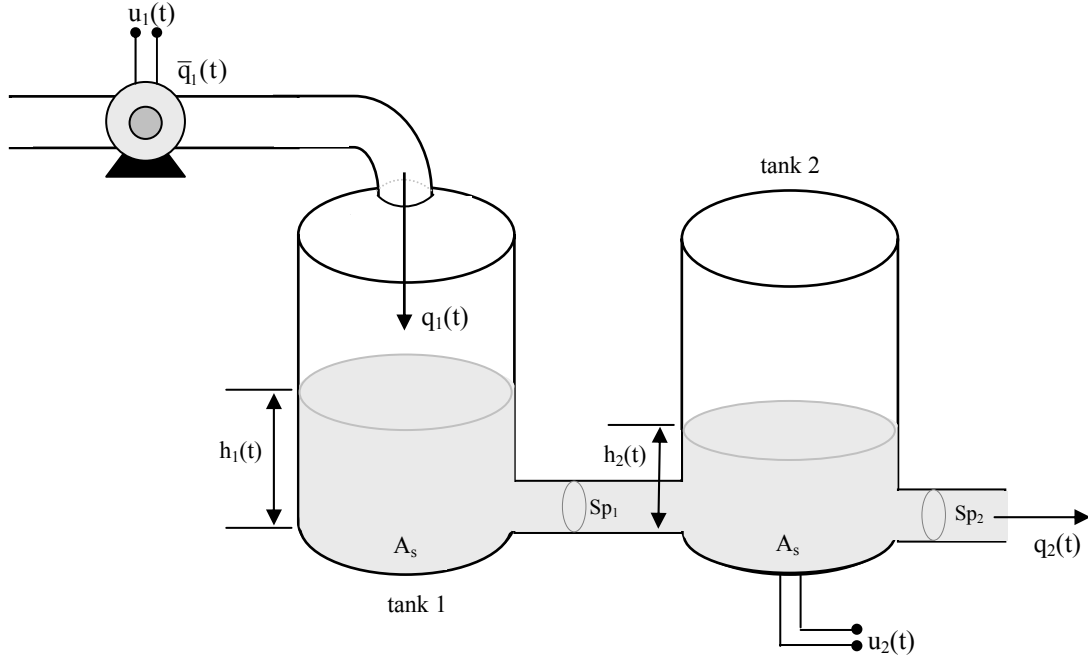 u₁(t)
q̅₁(t)
tank 2
q₁(t)
h₁(t)
h₂(t)
Sp₁
Sp₂
Aₛ
Aₛ
q₂(t)
tank 1
u₂(t)